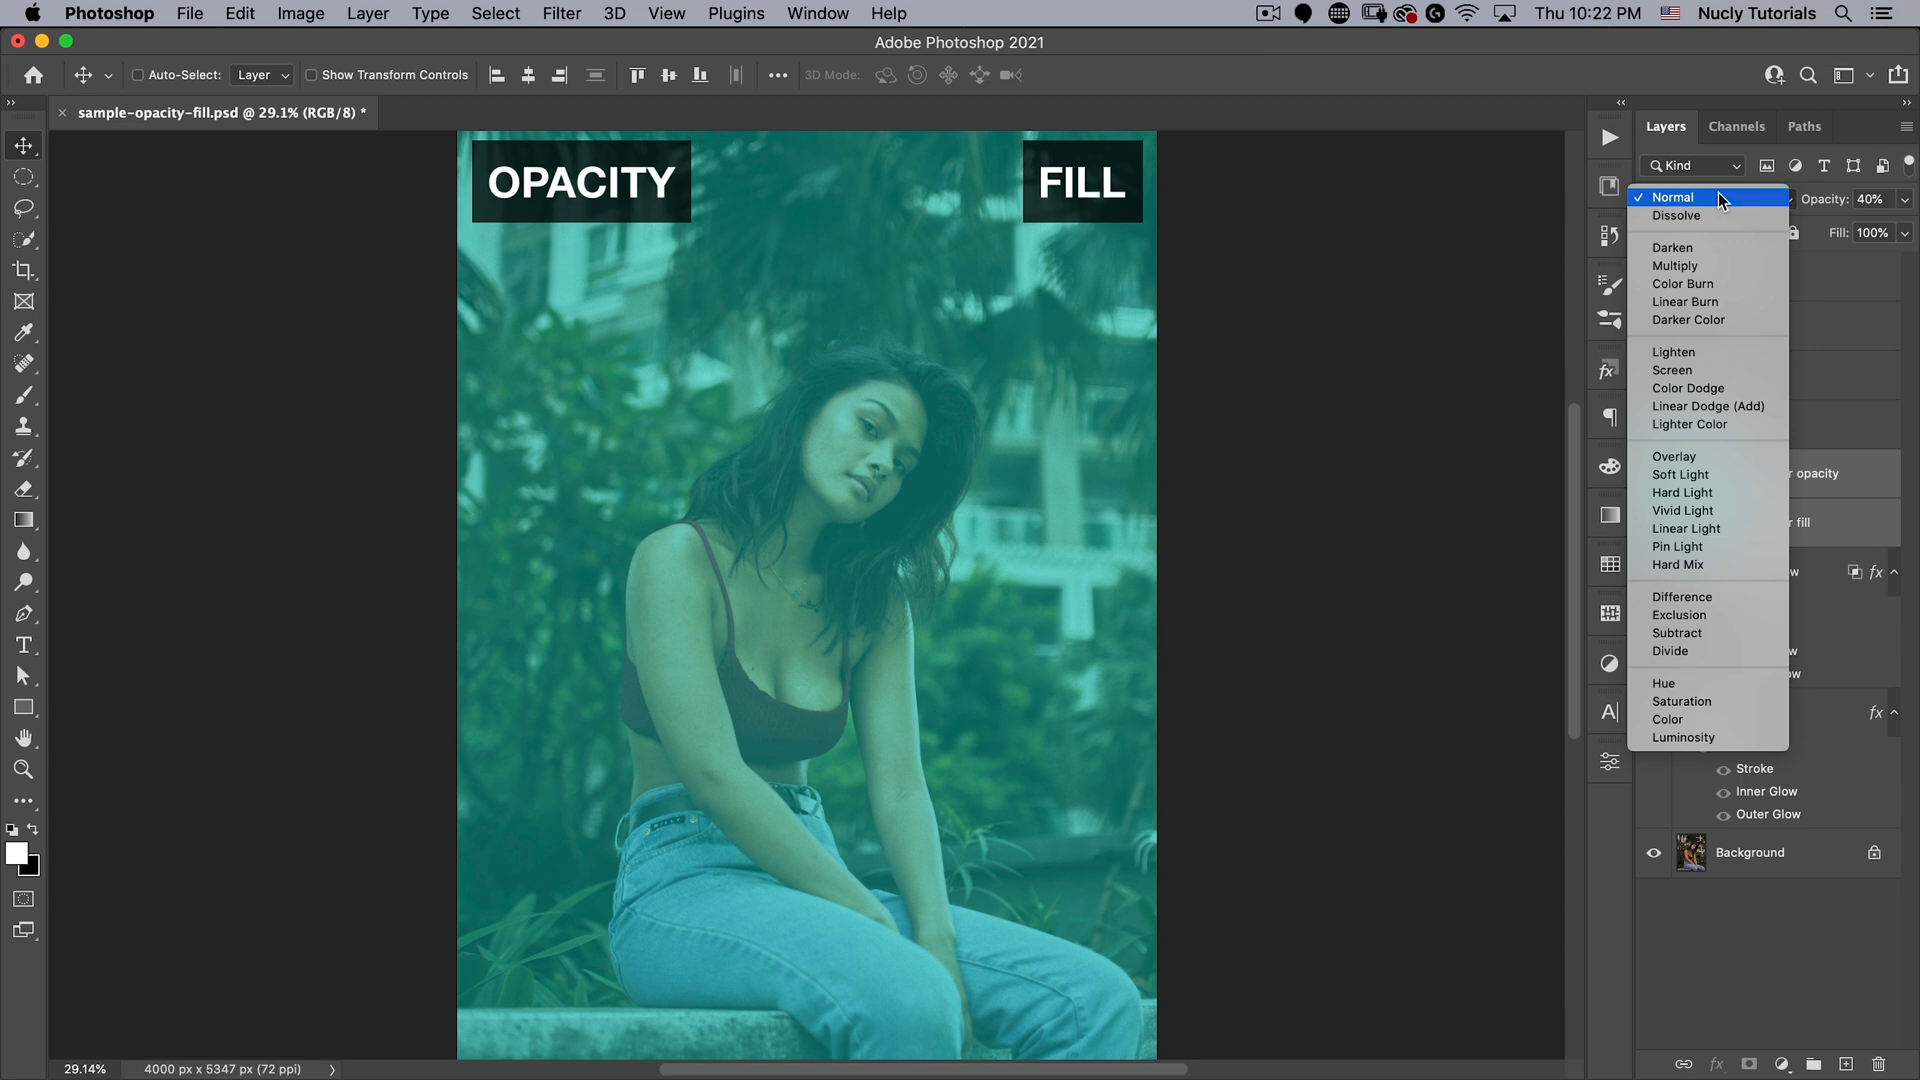 Photoshop File Edit Image Layer Type Select Filter 3D View Plugins Window Help Thu 10:22 PM Nucly Tutorials
Adobe Photoshop 2021
Auto-Select: Layer Show Transform Controls 3D Mode:
sample-opacity-fill.psd @ 29.1% (RGB/8) *
OPACITY
FILL
Layers Channels Paths
Kind
Normal Opacity: 40%
Dissolve
Fill: 100%
Darken
Multiply
Color Burn
Linear Burn
Darker Color
Lighten
Screen
Color Dodge
Linear Dodge (Add)
Lighter Color
Overlay
Soft Light
r opacity
Hard Light
Vivid Light
r fill
Linear Light
Pin Light
Hard Mix
w fx
Difference
Exclusion
Subtract
Divide
w
ow
Hue
Saturation
Color
fx
Luminosity
Stroke
Inner Glow
Outer Glow
Background
29.14% 4000 px x 5347 px (72 ppi)